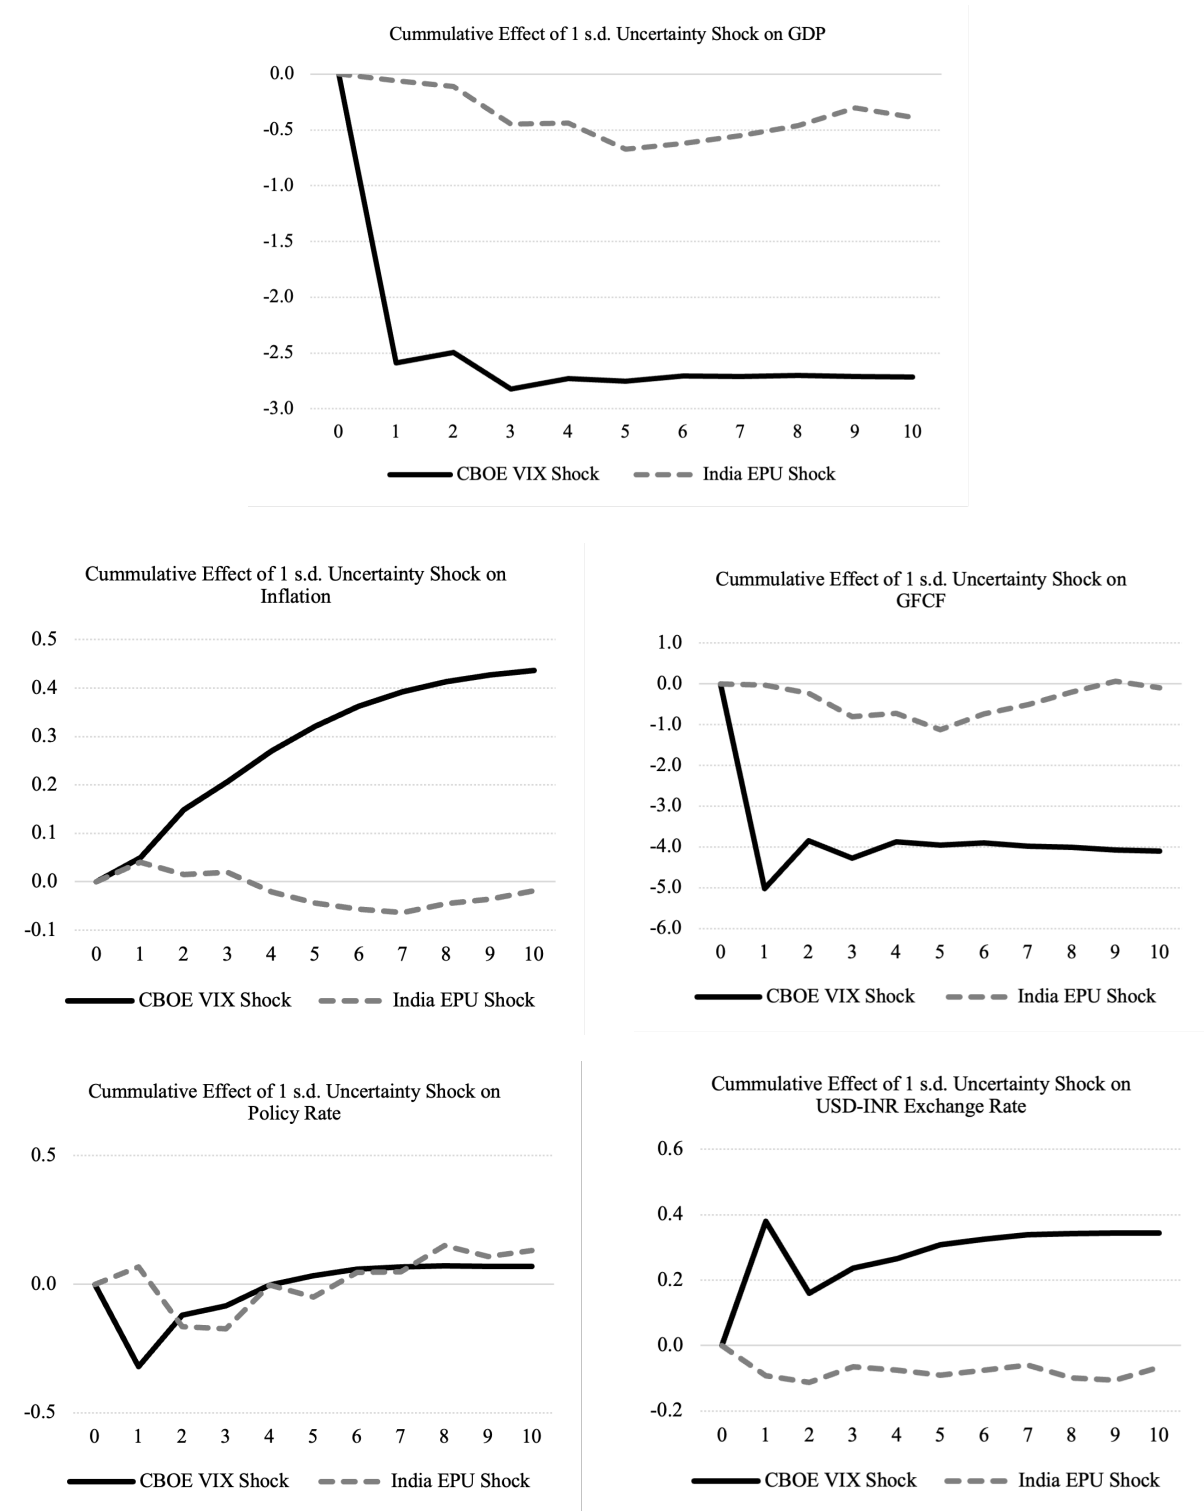 Cummulative Effect of 1 s.d. Uncertainty Shock on GDP
0.0
-0.5
-1.0
-1.5
-2.0
-2.5
-3.0
0 1 2 3 4 5 6 7 8 9 10
CBOE VIX Shock India EPU Shock
Cummulative Effect of 1 s.d. Uncertainty Shock on
Inflation
0.5
0.4
0.3
0.2
0.1
0.0
-0.1
0 1 2 3 4 5 6 7 8 9 10
CBOE VIX Shock India EPU Shock
Cummulative Effect of 1 s.d. Uncertainty Shock on
GFCF
1.0
0.0
-1.0
-2.0
-3.0
-4.0
-5.0
-6.0
0 1 2 3 4 5 6 7 8 9 10
CBOE VIX Shock India EPU Shock
Cummulative Effect of 1 s.d. Uncertainty Shock on
Policy Rate
0.5
0.0
-0.5
0 1 2 3 4 5 6 7 8 9 10
CBOE VIX Shock India EPU Shock
Cummulative Effect of 1 s.d. Uncertainty Shock on
USD-INR Exchange Rate
0.6
0.4
0.2
0.0
-0.2
0 1 2 3 4 5 6 7 8 9 10
CBOE VIX Shock India EPU Shock